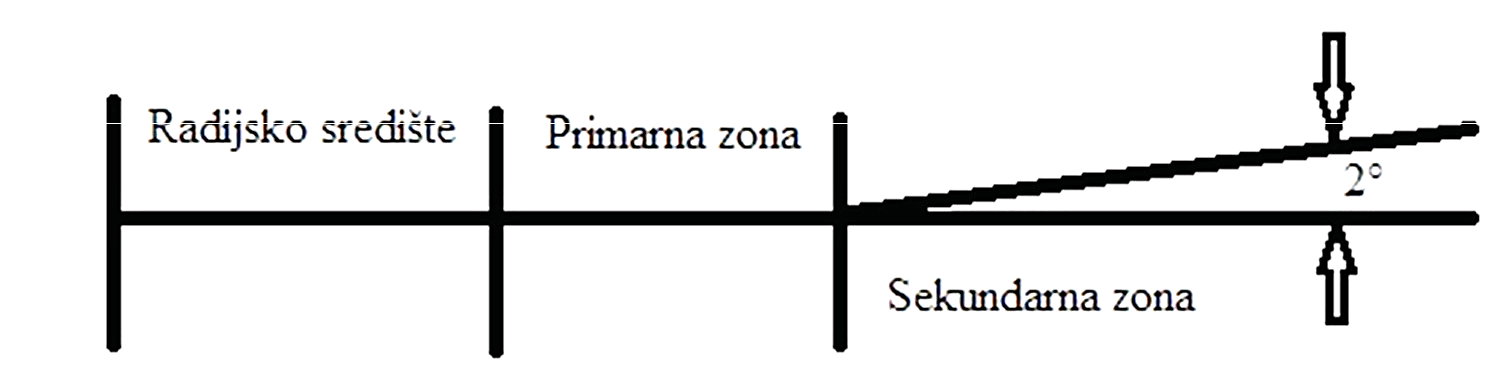 Radijsko središte
Primarna zona
2°
Sekundarna zona